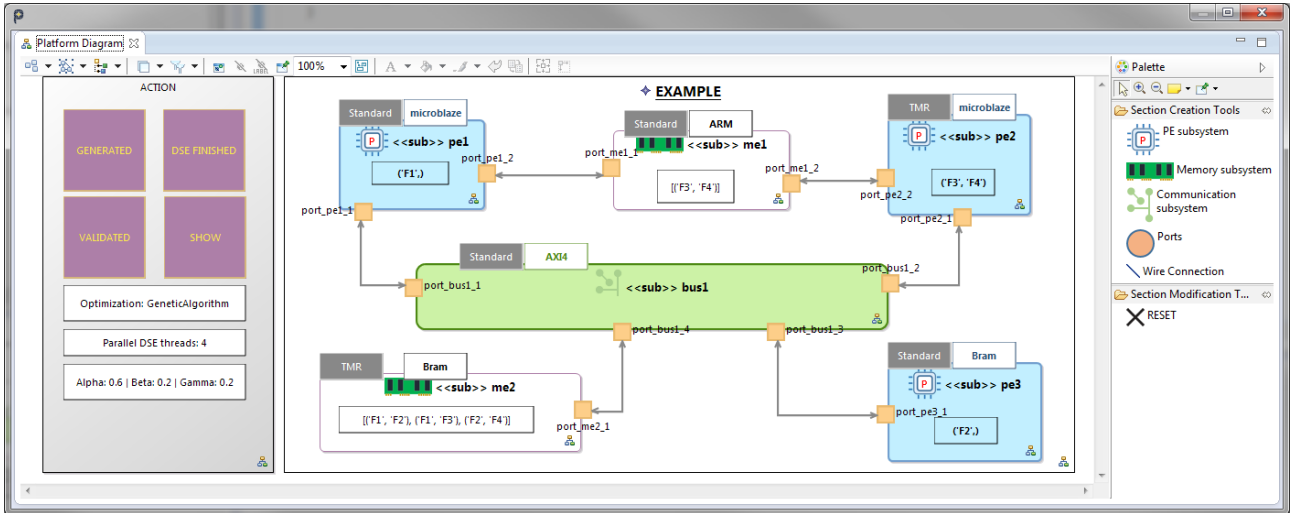 Platform Diagram
100%
ACTION
GENERATED
DSE FINISHED
VALIDATED
SHOW
Optimization: GeneticAlgorithm
Parallel DSE threads: 4
Alpha: 0.6 | Beta: 0.2 | Gamma: 0.2
EXAMPLE
Standard
microblaze
P
<<sub>> pe1
('F1',)
port_pe1_2
port_pe1_1
Standard
ARM
<<sub>> me1
[('F3', 'F4')]
port_me1_1
port_me1_2
TMR
microblaze
P
<<sub>> pe2
('F3', 'F4')
port_pe2_2
port_pe2_1
Standard
AXI4
<<sub>> bus1
port_bus1_1
port_bus1_2
port_bus1_4
port_bus1_3
TMR
Bram
<<sub>> me2
[('F1', 'F2'), ('F1', 'F3'), ('F2', 'F4')]
port_me2_1
Standard
Bram
P
<<sub>> pe3
port_pe3_1
('F2',)
Palette
Section Creation Tools
P
PE subsystem
Memory subsystem
Communication
subsystem
Ports
Wire Connection
Section Modification T...
RESET